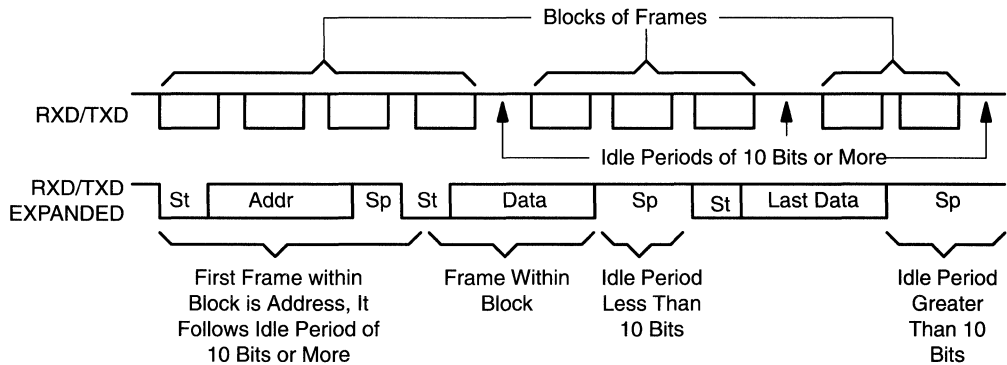 Blocks of Frames
RXD/TXD
Idle Periods of 10 Bits or More
RXD/TXD
EXPANDED
St
Addr
Sp
St
Data
Sp
St
Last Data
Sp
First Frame within
Block is Address, It
Follows Idle Period of
10 Bits or More
Frame Within
Block
Idle Period
Less Than
10 Bits
Idle Period
Greater
Than 10
Bits